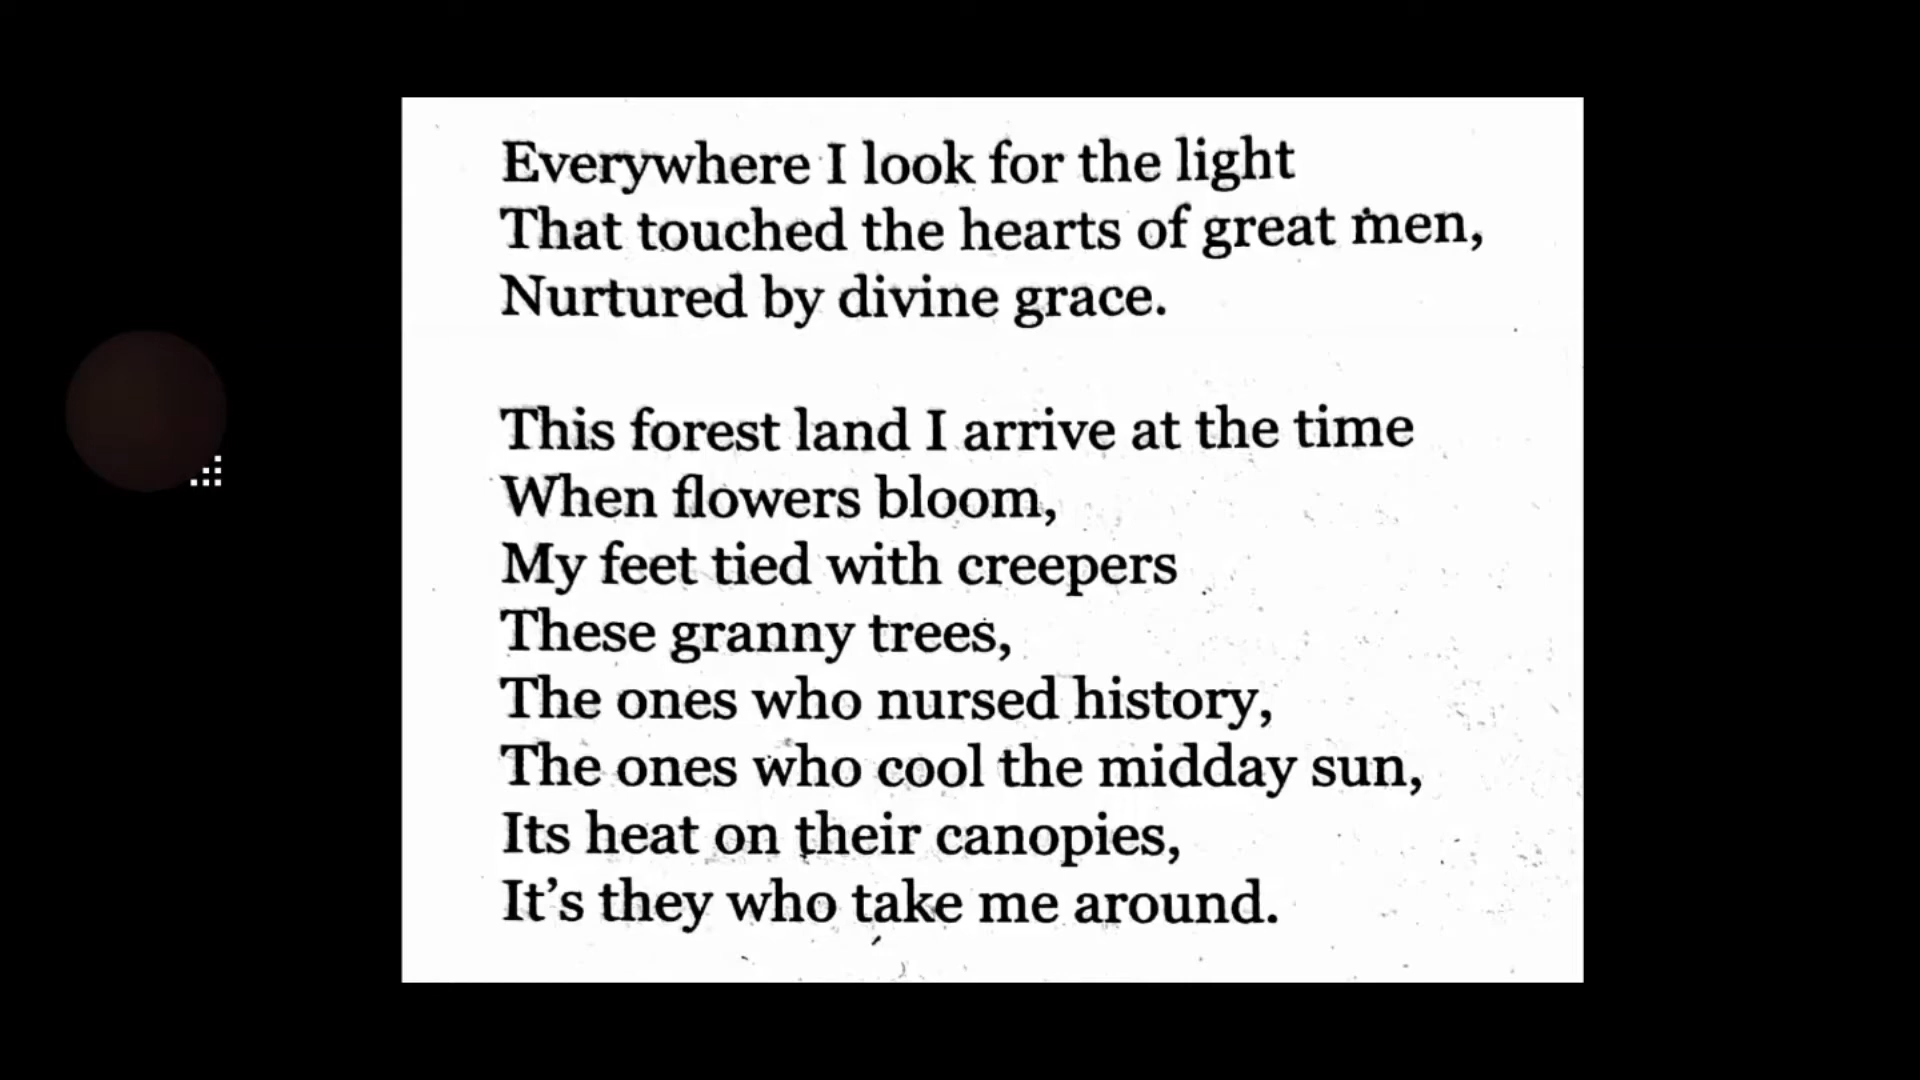 Everywhere I look for the light
That touched the hearts of great men,
Nurtured by divine grace.
This forest land I arrive at the time
When flowers bloom,
My feet tied with creepers
These granny trees,
The ones who nursed history,
The ones who cool the midday sun,
Its heat on their canopies,
It's they who take me around.